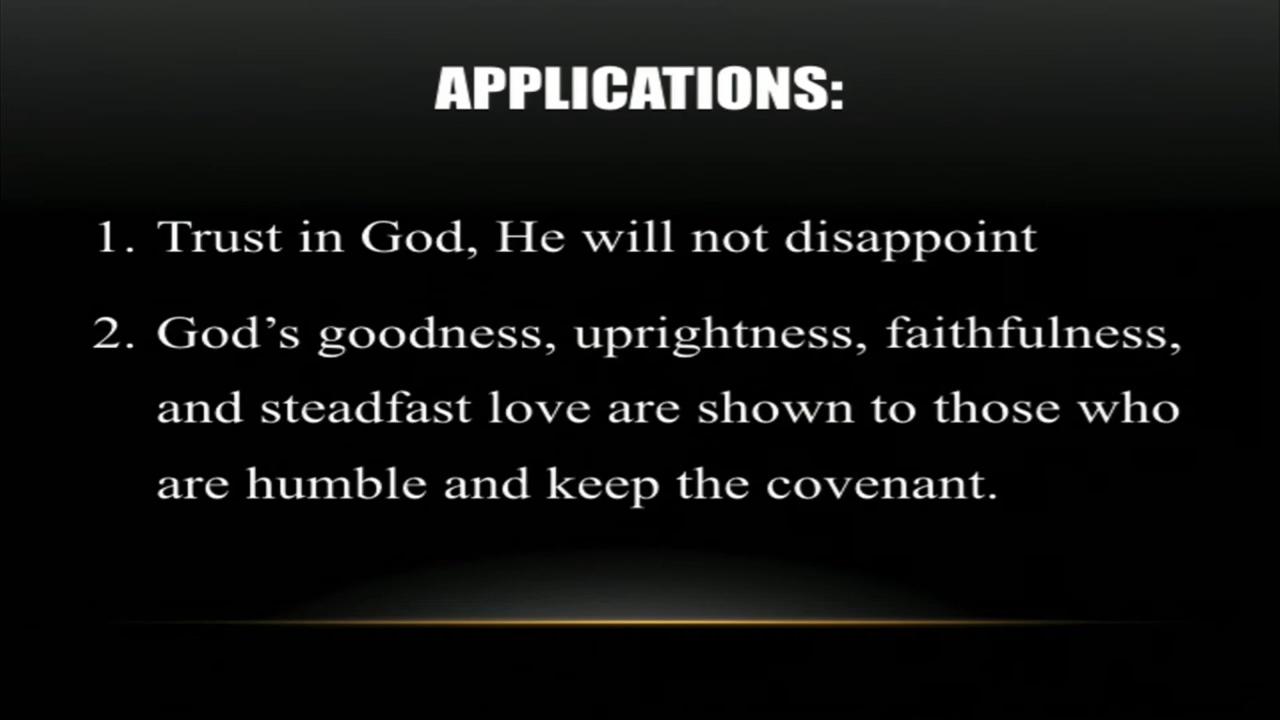 APPLICATIONS:
1. Trust in God, He will not disappoint
2. God’s goodness, uprightness, faithfulness,
and steadfast love are shown to those who
are humble and keep the covenant.